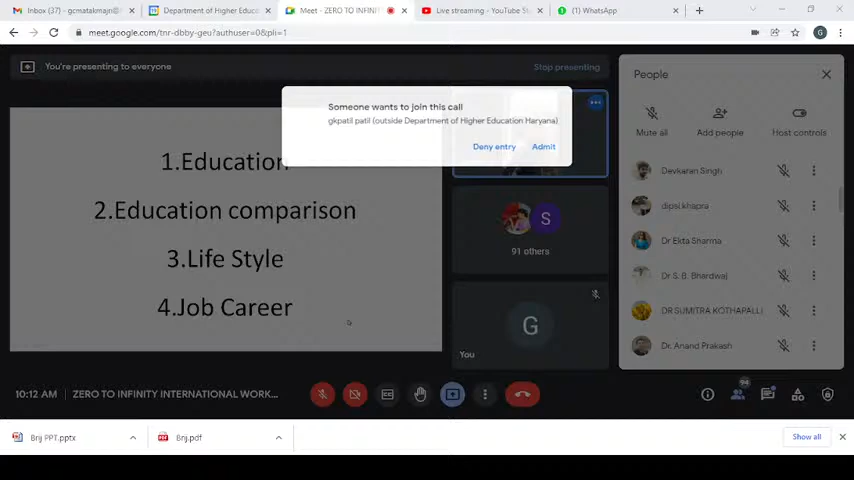 Inbox (37) - gcmatakmajri@
Department of Higher Educ
Meet - ZERO TO INFINITY
Live streaming - YouTube St
(1) WhatsApp
meet.google.com/tnr-dbby-geu?authuser=0&pli=1
G
You're presenting to everyone
Stop presenting
People
Someone wants to join this call
gkpatil patil (outside Department of Higher Education Haryana)
Deny entry
Admit
Mute all
Add people
Host controls
1.Education
2.Education comparison
3.Life Style
4.Job Career
S
91 others
G
You
Devkaren Singh
dipsi.khapra
Dr Ekta Sharma
Dr S. B. Bhardwaj
DR SUMITRA KOTHAPALLI
Dr. Anand Prakash
10:12 AM | ZERO TO INFINITY INTERNATIONAL WORK...
94
Brij PPT.pptx
Brij.pdf
Show all